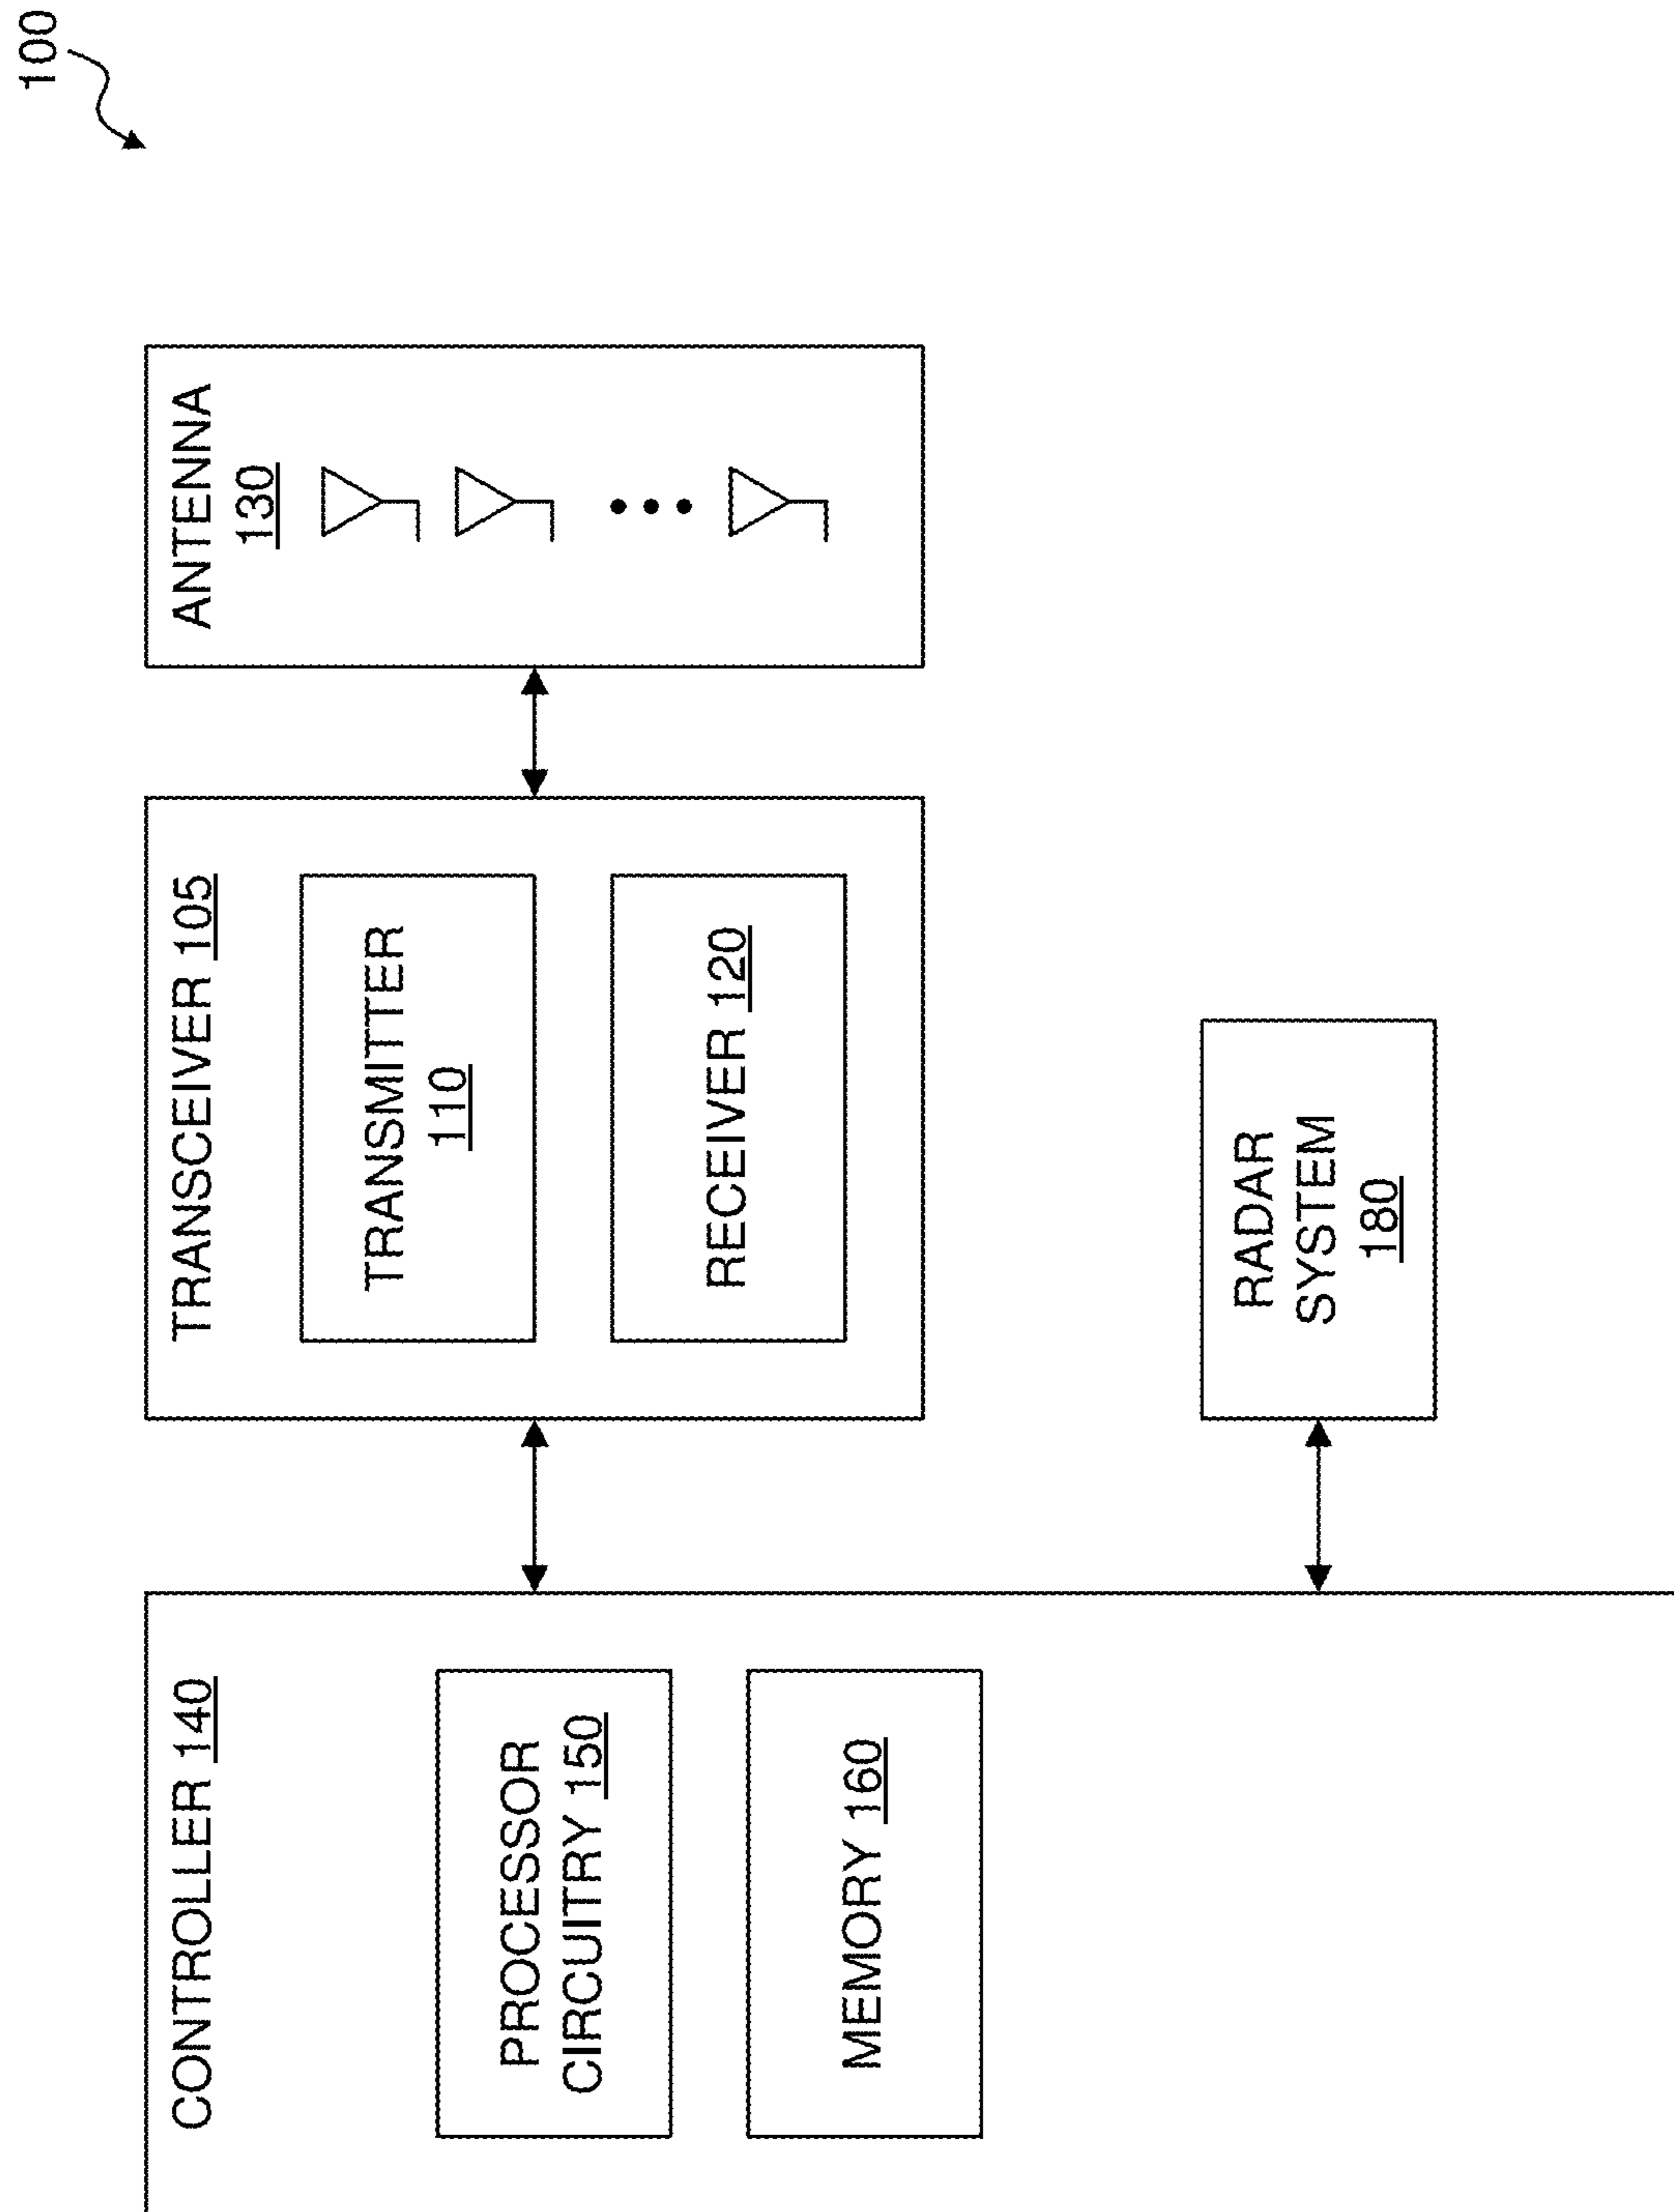 100
CONTROLLER 140
PROCESSOR
CIRCUITRY 150
MEMORY 160
TRANSCEIVER 105
TRANSMITTER
110
RECEIVER 120
ANTENNA
130
RADAR
SYSTEM
180